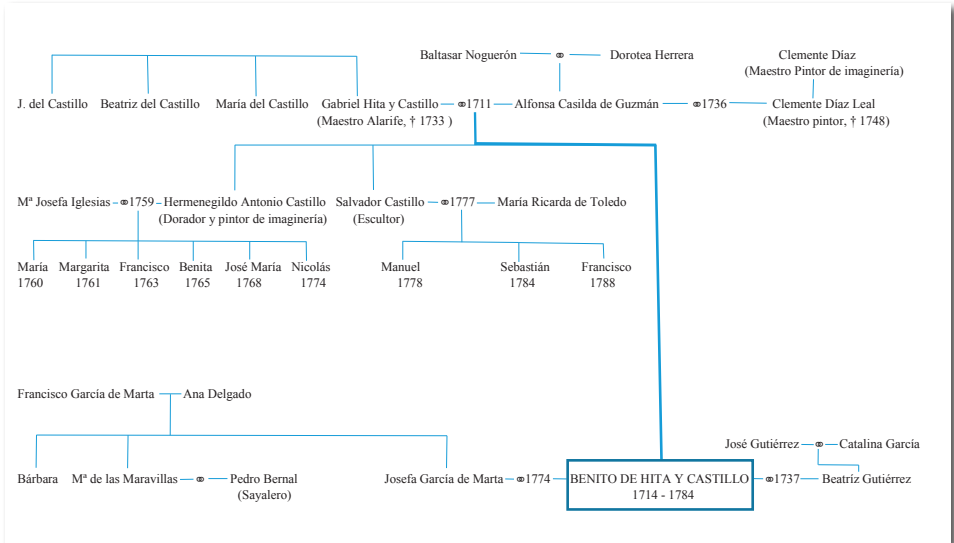 Baltasar Noguerón ⚭ Dorotea Herrera
Clemente Díaz
(Maestro Pintor de imaginería)
J. del Castillo
Beatriz del Castillo
María del Castillo
Gabriel Hita y Castillo ⚭1711 Alfonsa Casilda de Guzmán ⚭1736 Clemente Díaz Leal
(Maestro Alarife, † 1733 )
(Maestro pintor, † 1748)
Mª Josefa Iglesias ⚭1759 Hermenegildo Antonio Castillo
(Dorador y pintor de imaginería)
Salvador Castillo ⚭1777 María Ricarda de Toledo
(Escultor)
María
1760
Margarita
1761
Francisco
1763
Benita
1765
José María
1768
Nicolás
1774
Manuel
1778
Sebastián
1784
Francisco
1788
Francisco García de Marta
Ana Delgado
José Gutiérrez ⚭ Catalina García
Bárbara
Mª de las Maravillas ⚭ Pedro Bernal
(Sayalero)
Josefa García de Marta ⚭1774 BENITO DE HITA Y CASTILLO ⚭1737 Beatríz Gutiérrez
1714 - 1784